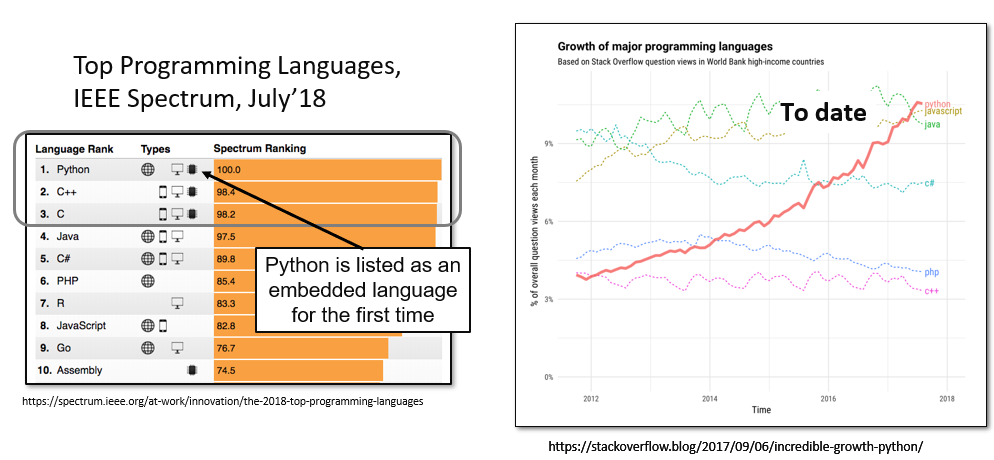 Top Programming Languages,
IEEE Spectrum, July’18
Language Rank Types Spectrum Ranking
1. Python 100.0
2. C++ 98.4
3. C 98.2
4. Java 97.5
5. C# 89.8
6. PHP 85.4
7. R 83.3
8. JavaScript 82.8
9. Go 76.7
10. Assembly 74.5
Python is listed as an
embedded language
for the first time
https://spectrum.ieee.org/at-work/innovation/the-2018-top-programming-languages
Growth of major programming languages
Based on Stack Overflow question views in World Bank high-income countries
To date
python
javascript
java
c#
php
c++
9%
6%
3%
0%
% of overall question views each month
2012 2014 2016 2018
Time
https://stackoverflow.blog/2017/09/06/incredible-growth-python/